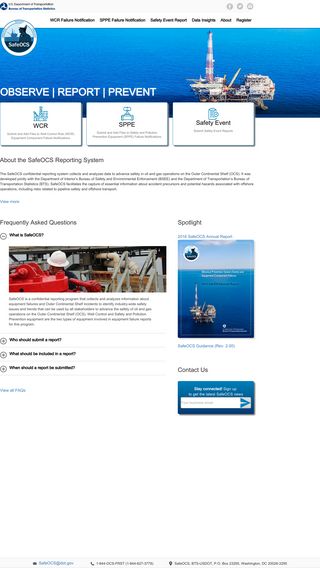 U.S. Department of Transportation
Bureau of Transportation Statistics
WCR Failure Notification SPPE Failure Notification Safety Event Report Data Insights About Register
SafeOCS
OBSERVE | REPORT | PREVENT
WCR
Submit and Add Files to Well Control Rule (WCR) Equipment Component Failure Notifications
SPPE
Submit and Add Files to Safety and Pollution Prevention Equipment (SPPE) Failure Notifications
Safety Event
Submit Safety Event Reports
About the SafeOCS Reporting System
The SafeOCS confidential reporting system collects and analyzes data to advance safety in oil and gas operations on the Outer Continental Shelf (OCS). It was
developed jointly with the Department of Interior's Bureau of Safety and Environmental Enforcement (BSEE) and the Department of Transportation's Bureau of
Transportation Statistics (BTS). SafeOCS facilitates the capture of essential information about accident precursors and potential hazards associated with offshore
operations, including risks related to pipeline safety and offshore transport.
View more
Frequently Asked Questions
What is SafeOCS?
SafeOCS is a confidential reporting program that collects and analyzes information about
equipment failures and Outer Continental Shelf incidents to identify industry-wide safety
issues and trends that can be used by all stakeholders to advance the safety of oil and gas
operations on the Outer Continental Shelf (OCS). Well Control and Safety and Pollution
Prevention equipment are the two types of equipment involved in equipment failure reports
for this program.
Who should submit a report?
What should be included in a report?
When should a report be submitted?
View all FAQs
Spotlight
2018 SafeOCS Annual Report
SafeOCS Guidance (Rev. 2.00)
Contact Us
Stay connected! Sign up
to get the latest SafeOCS news
SafeOCS@dot.gov
1-844-OCS-FRST (1-844-627-3778)
SafeOCS, BTS-USDOT, P.O. Box 23295, Washington, DC 20026-3295